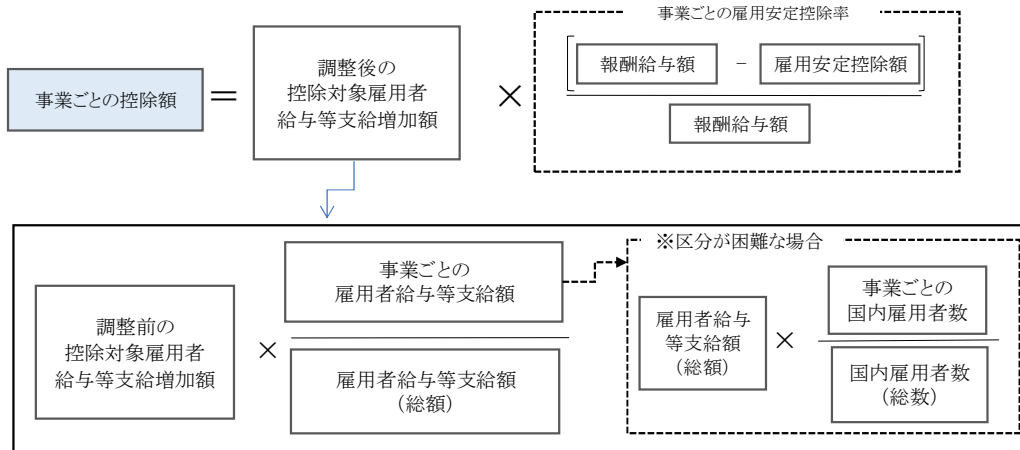 事業ごとの雇用安定控除率
事業ごとの控除額
=
調整後の
控除対象雇用者
給与等支給増加額
×
報酬給与額
−
雇用安定控除額
報酬給与額
調整前の
控除対象雇用者
給与等支給増加額
×
事業ごとの
雇用者給与等支給額
雇用者給与等支給額
(総額)
※区分が困難な場合
雇用者給与
等支給額
(総額)
×
事業ごとの
国内雇用者数
国内雇用者数
(総数)